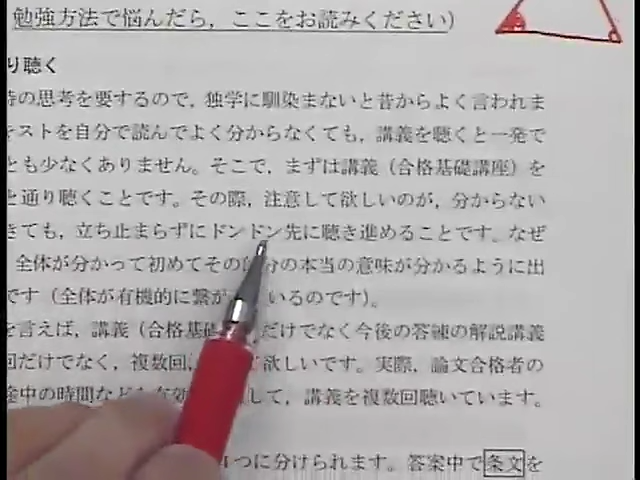 勉強方法で悩んだら，ここをお読みください）
り聴く
の思考を要するので，独学に馴染まないと昔からよく言われま
ストを自分で読んでよく分からなくても，講義を聴くと一発で
とも少なくありません。そこで，まずは講義（合格基礎講座）を
と通り聴くことです。その際，注意して欲しいのが，分からない
きても，立ち止まらずにドンドン先に聴き進めることです。なぜ
全体が分かって初めてその部分の本当の意味が分かるように出
です（全体が有機的に繋が いるのです）。
を言えば，講義（合格基礎 だけでなく今後の答練の解説講義
回だけでなく，複数回， 欲しいです。実際，論文合格者の
中の時間などを有効 して，講義を複数回聴いています。
つに分けられます。答案中で条文を